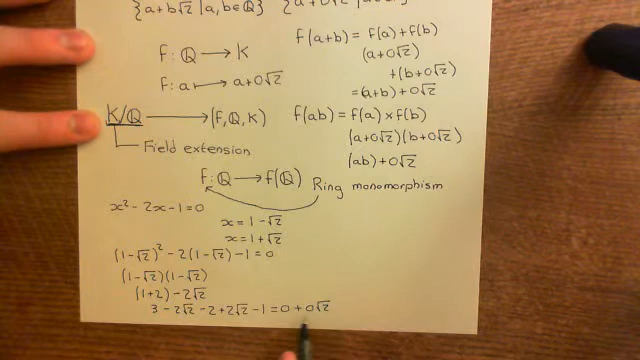 {a+b√2 | a,b∈ℚ}
f: ℚ ⟶ K
f: a ⟼ a+0√2
K/ℚ ⟶ (f, ℚ, K)
Field extension
f(a+b) = f(a) + f(b)
(a+0√2)
+(b+0√2)
= (a+b) + 0√2
f(ab) = f(a) × f(b)
(a+0√2)(b+0√2)
(ab) + 0√2
f: ℚ ⟶ f(ℚ)
Ring monomorphism
x² - 2x - 1 = 0
x = 1 - √2
x = 1 + √2
(1-√2)² - 2(1-√2) - 1 = 0
(1-√2)(1-√2)
(1+2) - 2√2
3 - 2√2 - 2 + 2√2 - 1 = 0 + 0√2